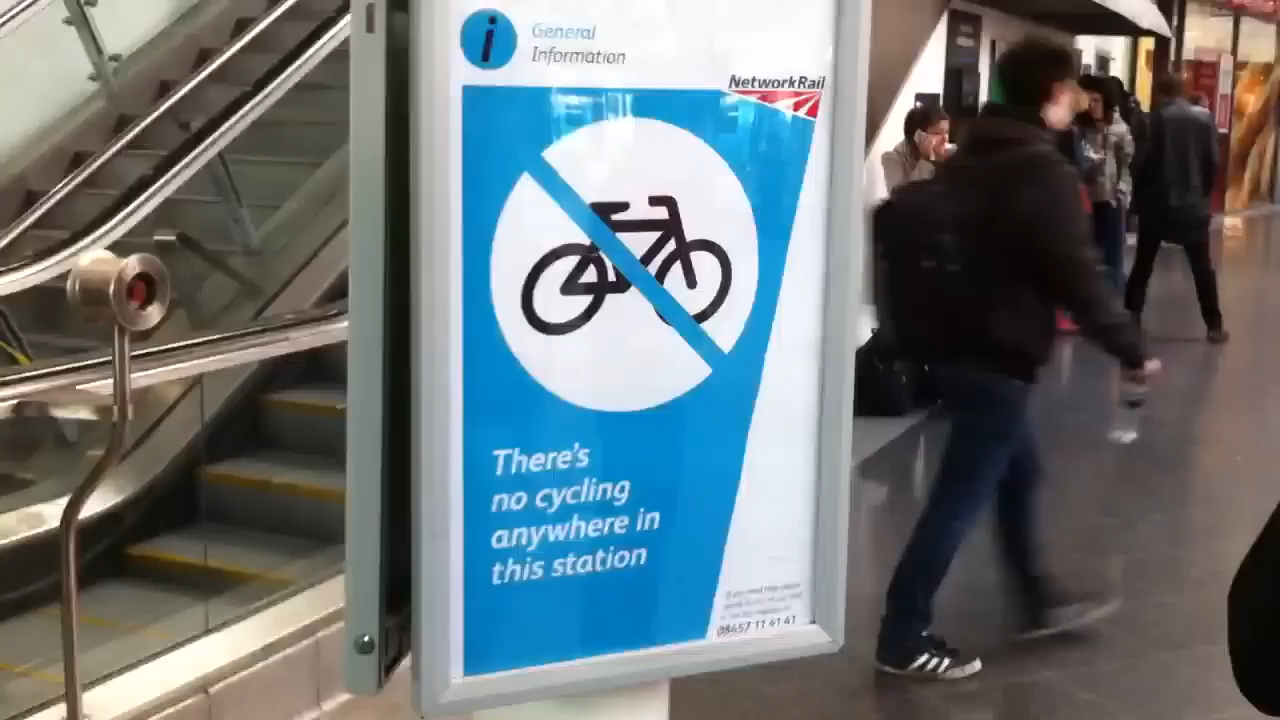 i
General
Information
NetworkRail
There's
no cycling
anywhere in
this station
08457 11 41 41